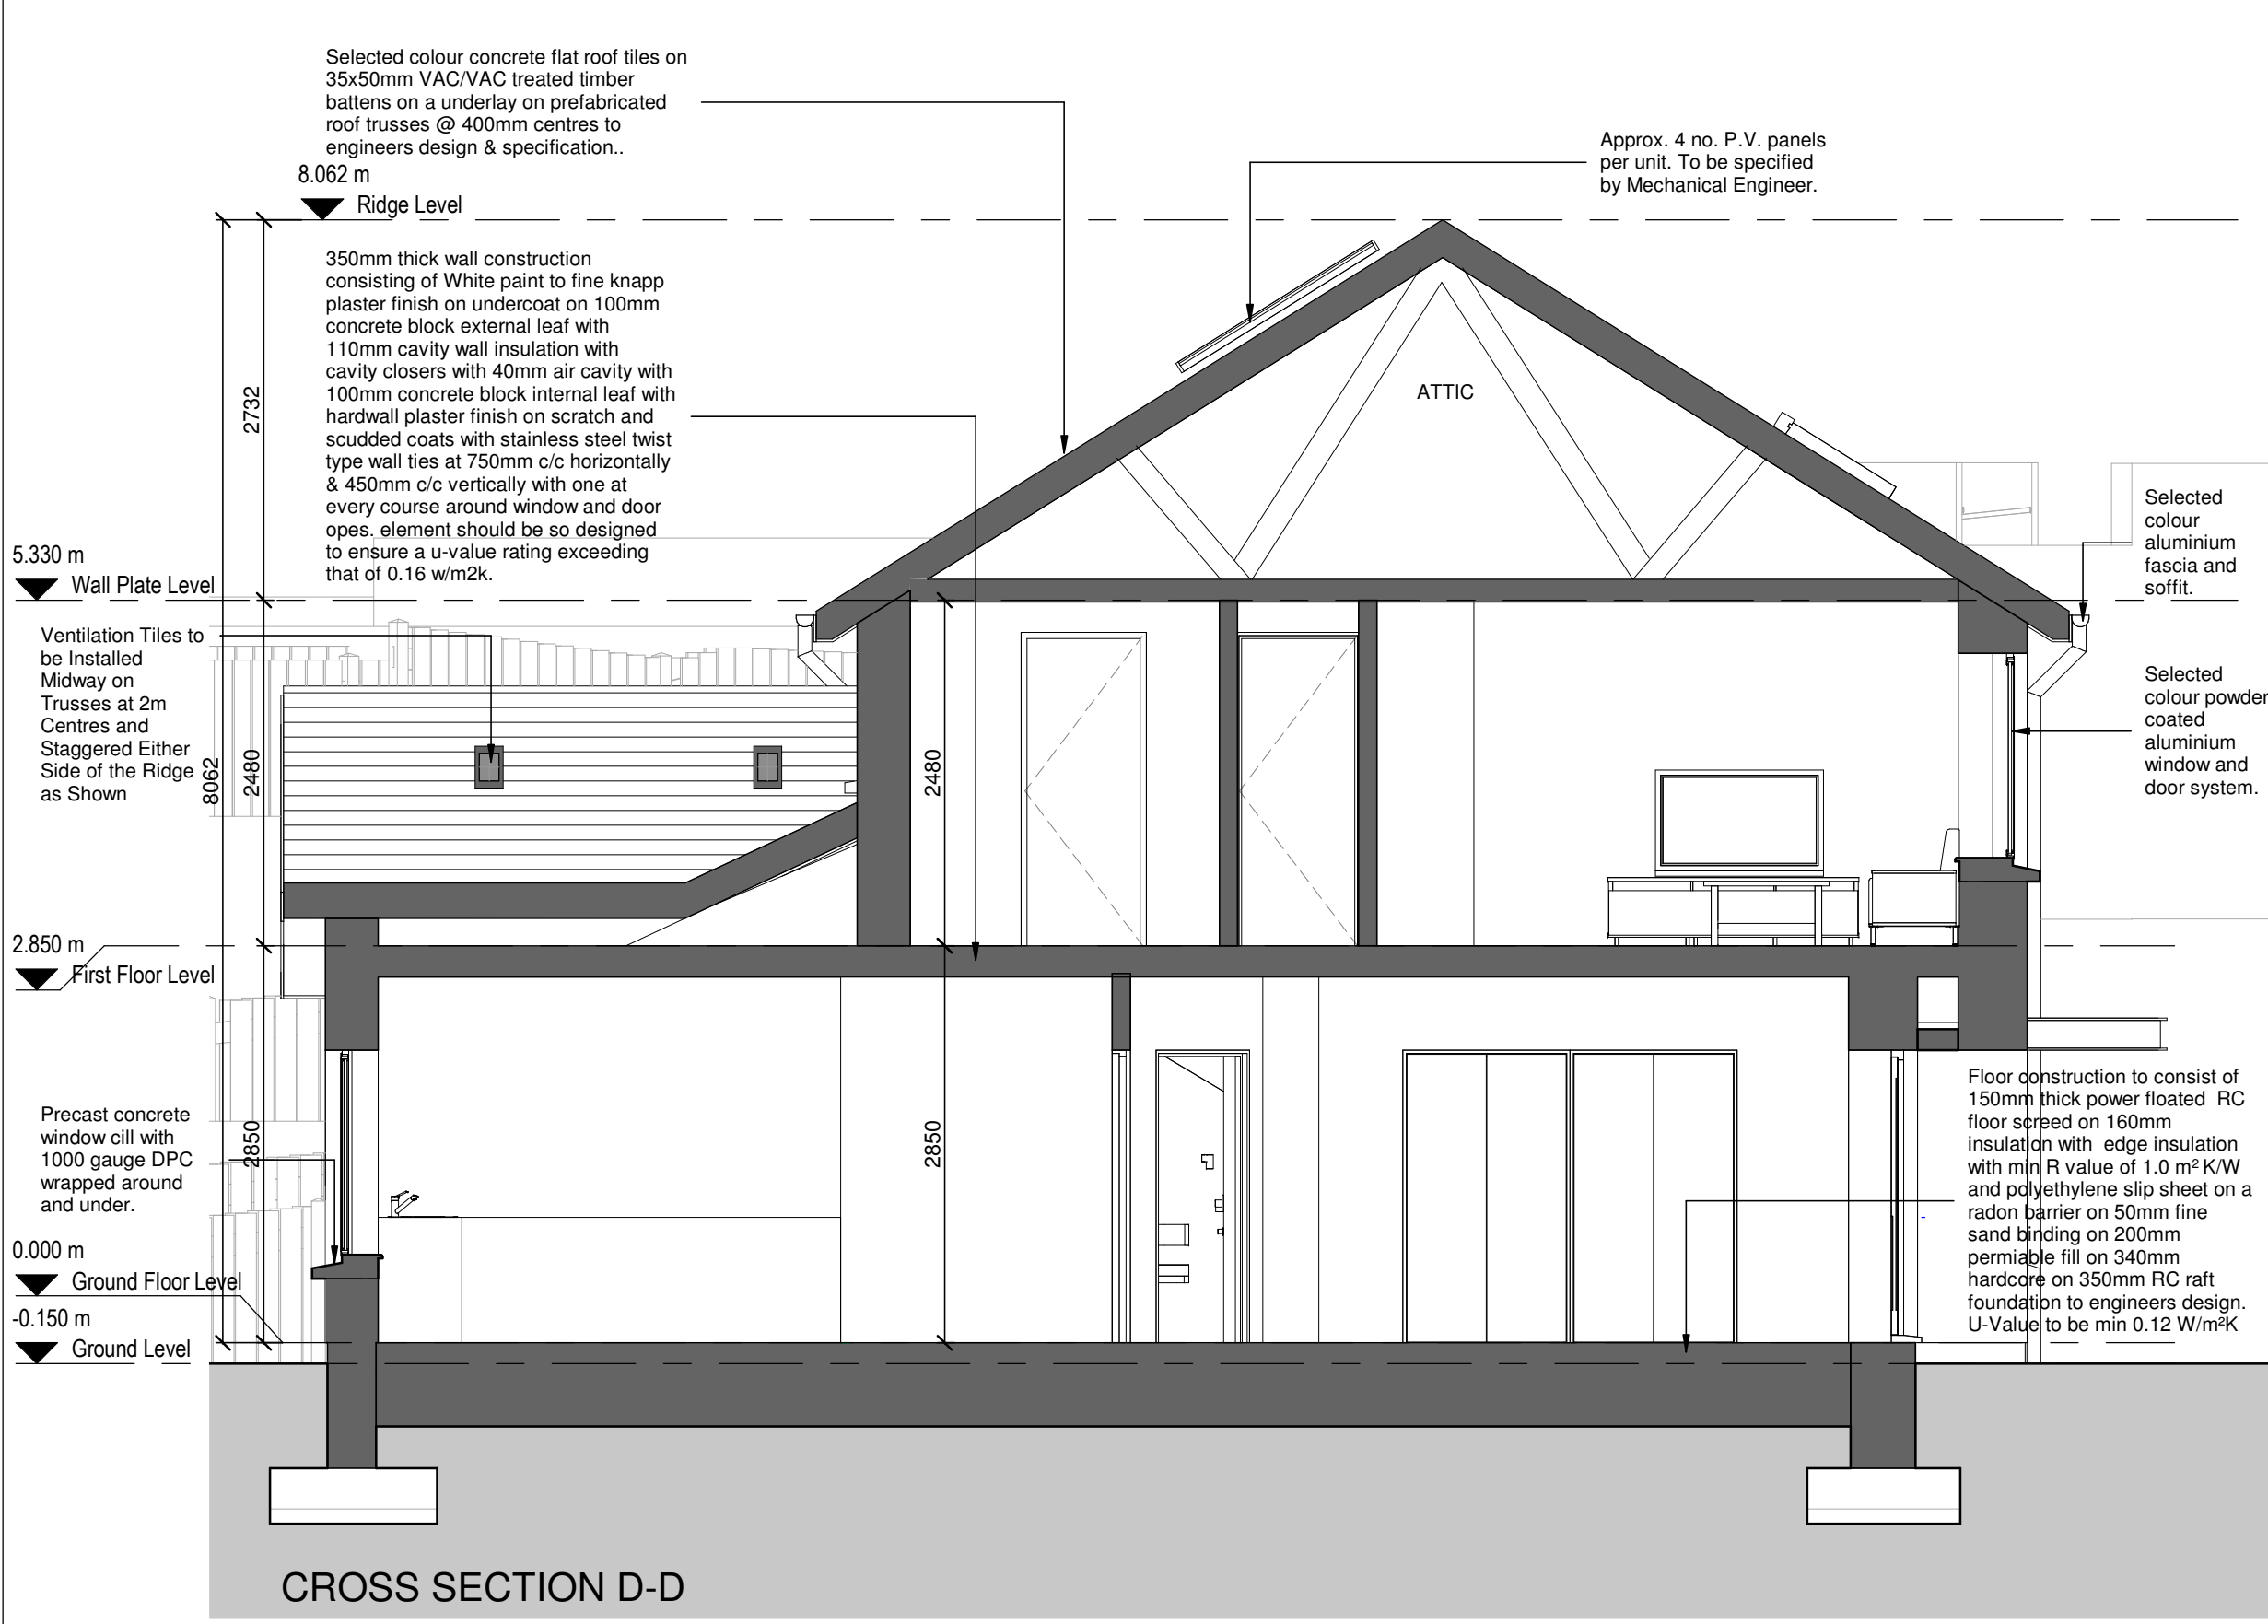 Selected colour concrete flat roof tiles on
35x50mm VAC/VAC treated timber
battens on a underlay on prefabricated
roof trusses @ 400mm centres to
engineers design & specification..
8.062 m
Ridge Level
Approx. 4 no. P.V. panels
per unit. To be specified
by Mechanical Engineer.
350mm thick wall construction
consisting of White paint to fine knapp
plaster finish on undercoat on 100mm
concrete block external leaf with
110mm cavity wall insulation with
cavity closers with 40mm air cavity with
100mm concrete block internal leaf with
hardwall plaster finish on scratch and
scudded coats with stainless steel twist
type wall ties at 750mm c/c horizontally
& 450mm c/c vertically with one at
every course around window and door
opes. element should be so designed
to ensure a u-value rating exceeding
that of 0.16 w/m2k.
2732
ATTIC
Selected
colour
aluminium
fascia and
soffit.
5.330 m
Wall Plate Level
Ventilation Tiles to
be Installed
Midway on
Trusses at 2m
Centres and
Staggered Either
Side of the Ridge
as Shown
8062
2480
2480
Selected
colour powder
coated
aluminium
window and
door system.
2.850 m
First Floor Level
Precast concrete
window cill with
1000 gauge DPC
wrapped around
and under.
2850
2850
Floor construction to consist of
150mm thick power floated RC
floor screed on 160mm
insulation with edge insulation
with min R value of 1.0 m² K/W
and polyethylene slip sheet on a
radon barrier on 50mm fine
sand binding on 200mm
permiable fill on 340mm
hardcore on 350mm RC raft
foundation to engineers design.
U-Value to be min 0.12 W/m²K
0.000 m
Ground Floor Level
-0.150 m
Ground Level
CROSS SECTION D-D